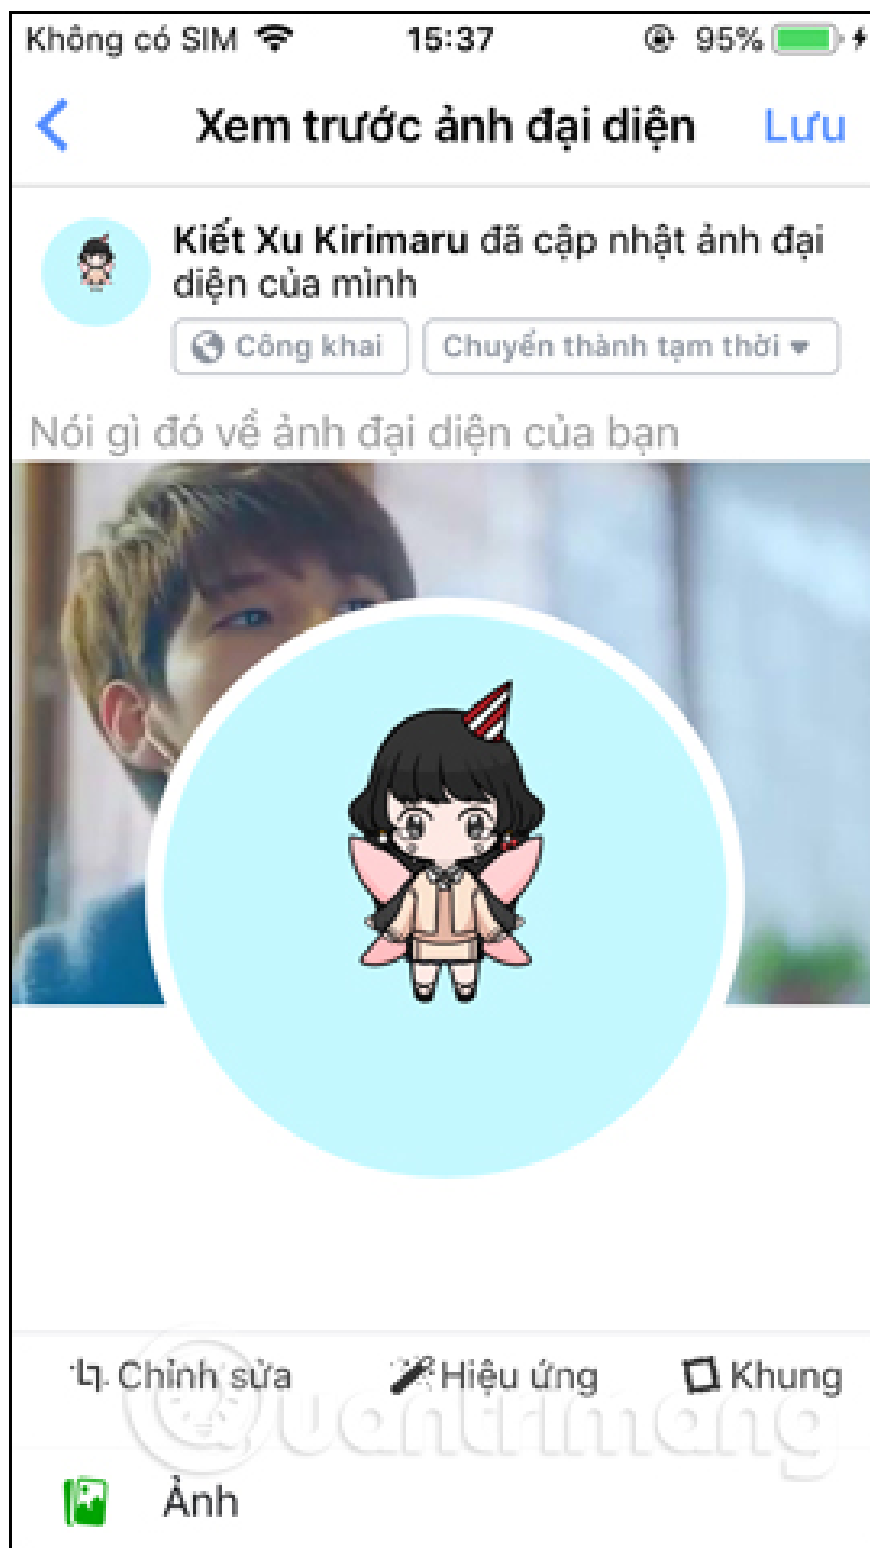 Không có SIM 15:37 95%
Xem trước ảnh đại diện Lưu
Kiết Xu Kirimaru đã cập nhật ảnh đại
diện của mình
Công khai Chuyển thành tạm thời
Nói gì đó về ảnh đại diện của bạn
Chỉnh sửa Hiệu ứng Khung
Quantrimang
Ảnh